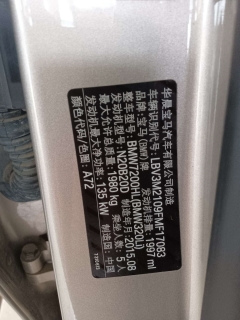 华晨宝马汽车有限公司制造
品牌:宝马(BMW)牌
车辆识别代号:LBV3M2109FMF17083
整车型号:BMW7200HL(BMW320Li)
发动机型号:N20B20D 发动机排量:1997 ml
最大允许总质量:1980 kg 制造年月:2015.08
发动机最大净功率:135 kW 乘坐人数:5人
颜色代码:色:A72 制造国:中国